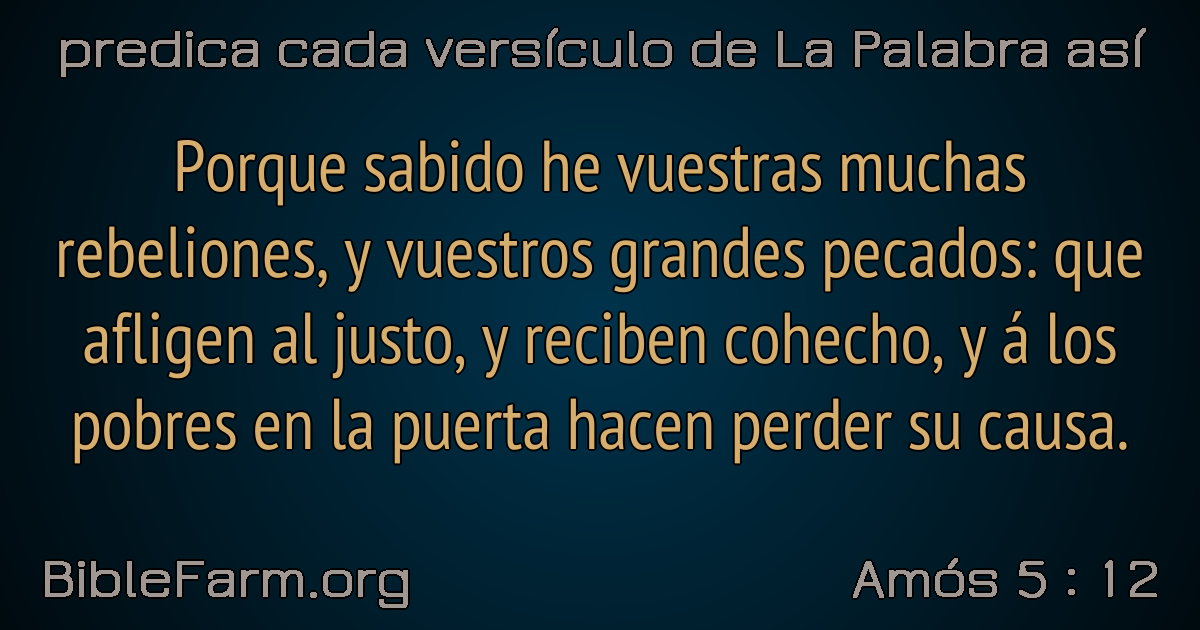 predica cada versículo de La Palabra así
Porque sabido he vuestras muchas
rebeliones, y vuestros grandes pecados: que
afligen al justo, y reciben cohecho, y á los
pobres en la puerta hacen perder su causa.
BibleFarm.org
Amós 5 : 12